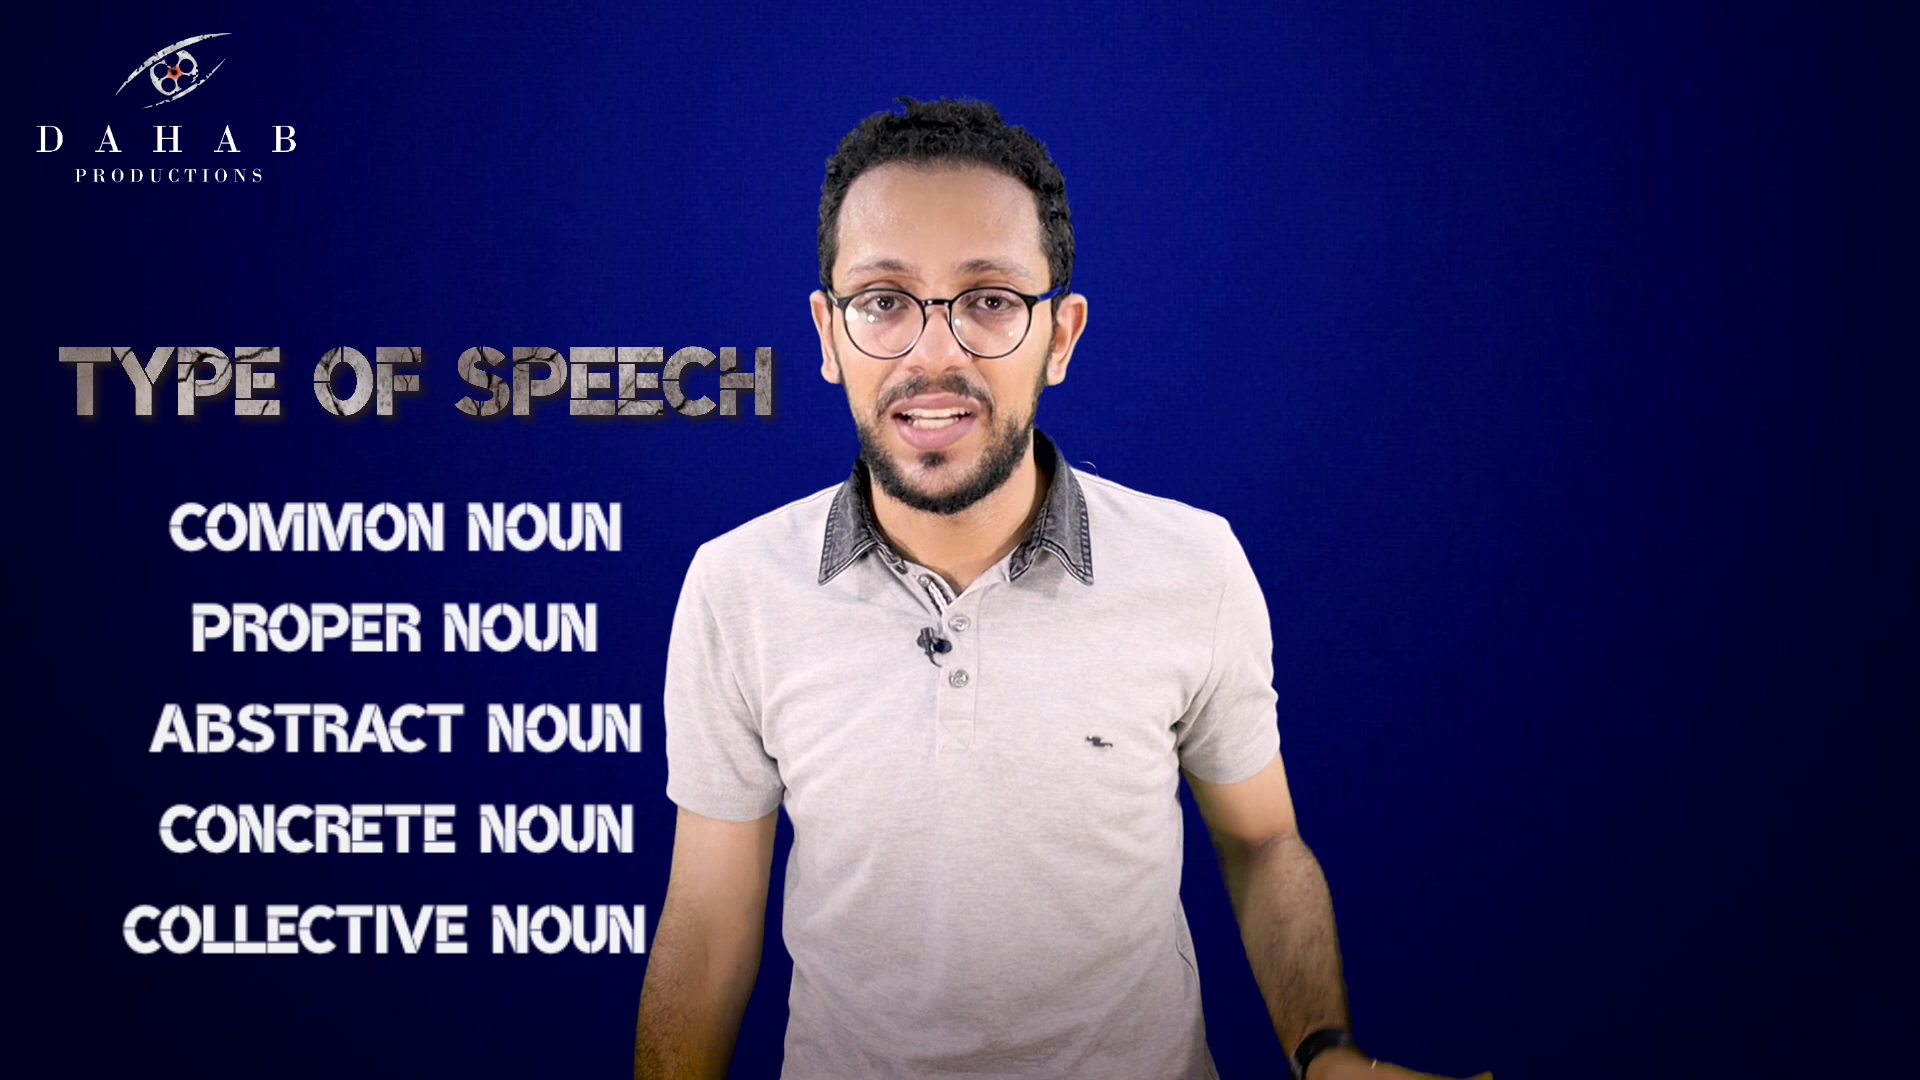 DAHAB
PRODUCTIONS
TYPE OF SPEECH
COMMON NOUN
PROPER NOUN
ABSTRACT NOUN
CONCRETE NOUN
COLLECTIVE NOUN